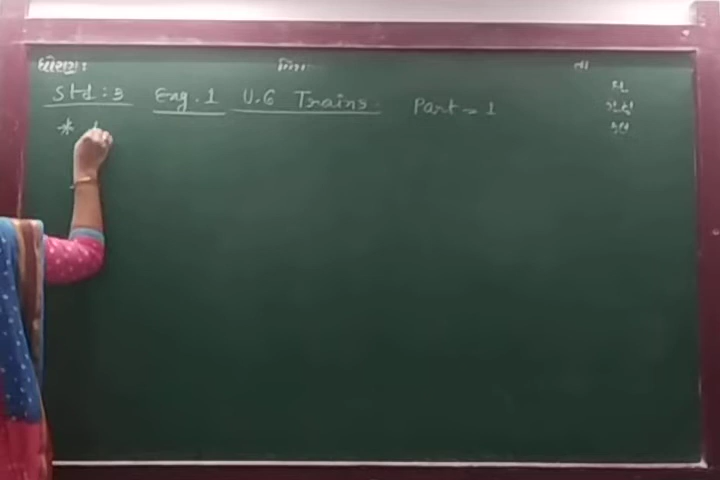 ધોરણ: વિષય: તા
Std : 3 Eng. 1 U.6 Trains. Part = 1
*